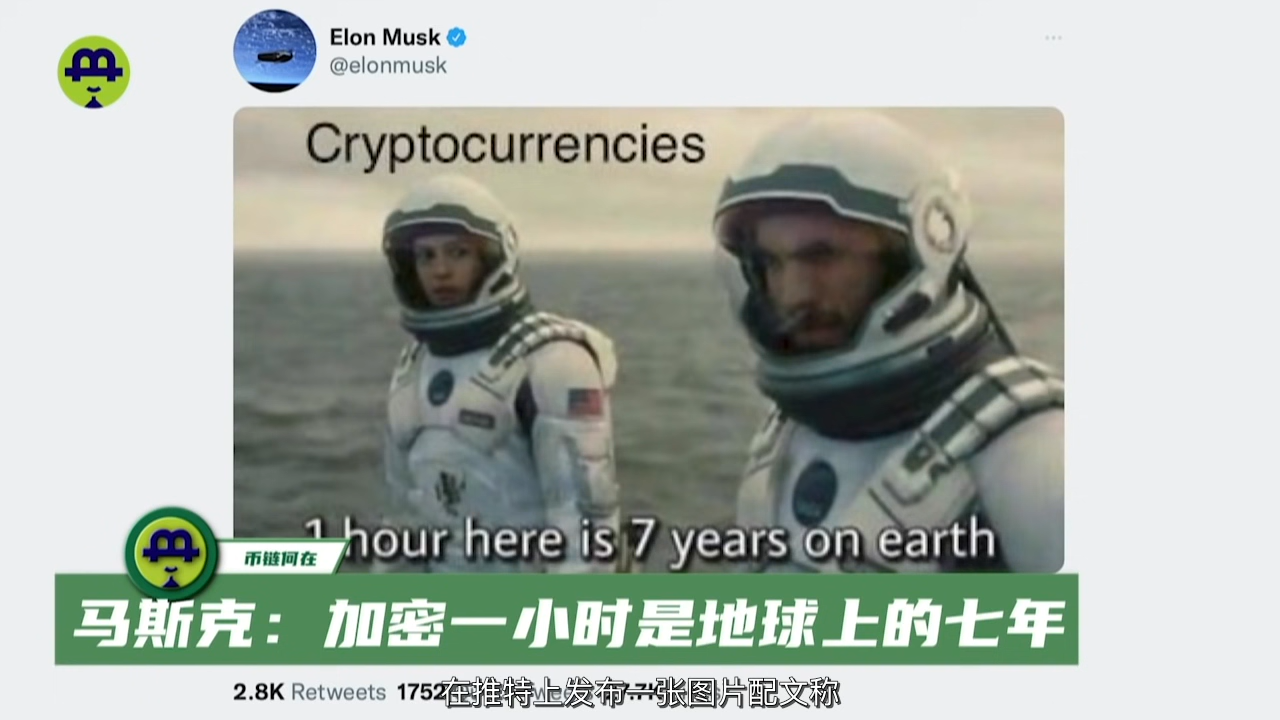 Elon Musk
@elonmusk
Cryptocurrencies
1 hour here is 7 years on earth
币链何在
马斯克：加密一小时是地球上的七年
2.8K Retweets 1752
在推特上发布一张图片配文称